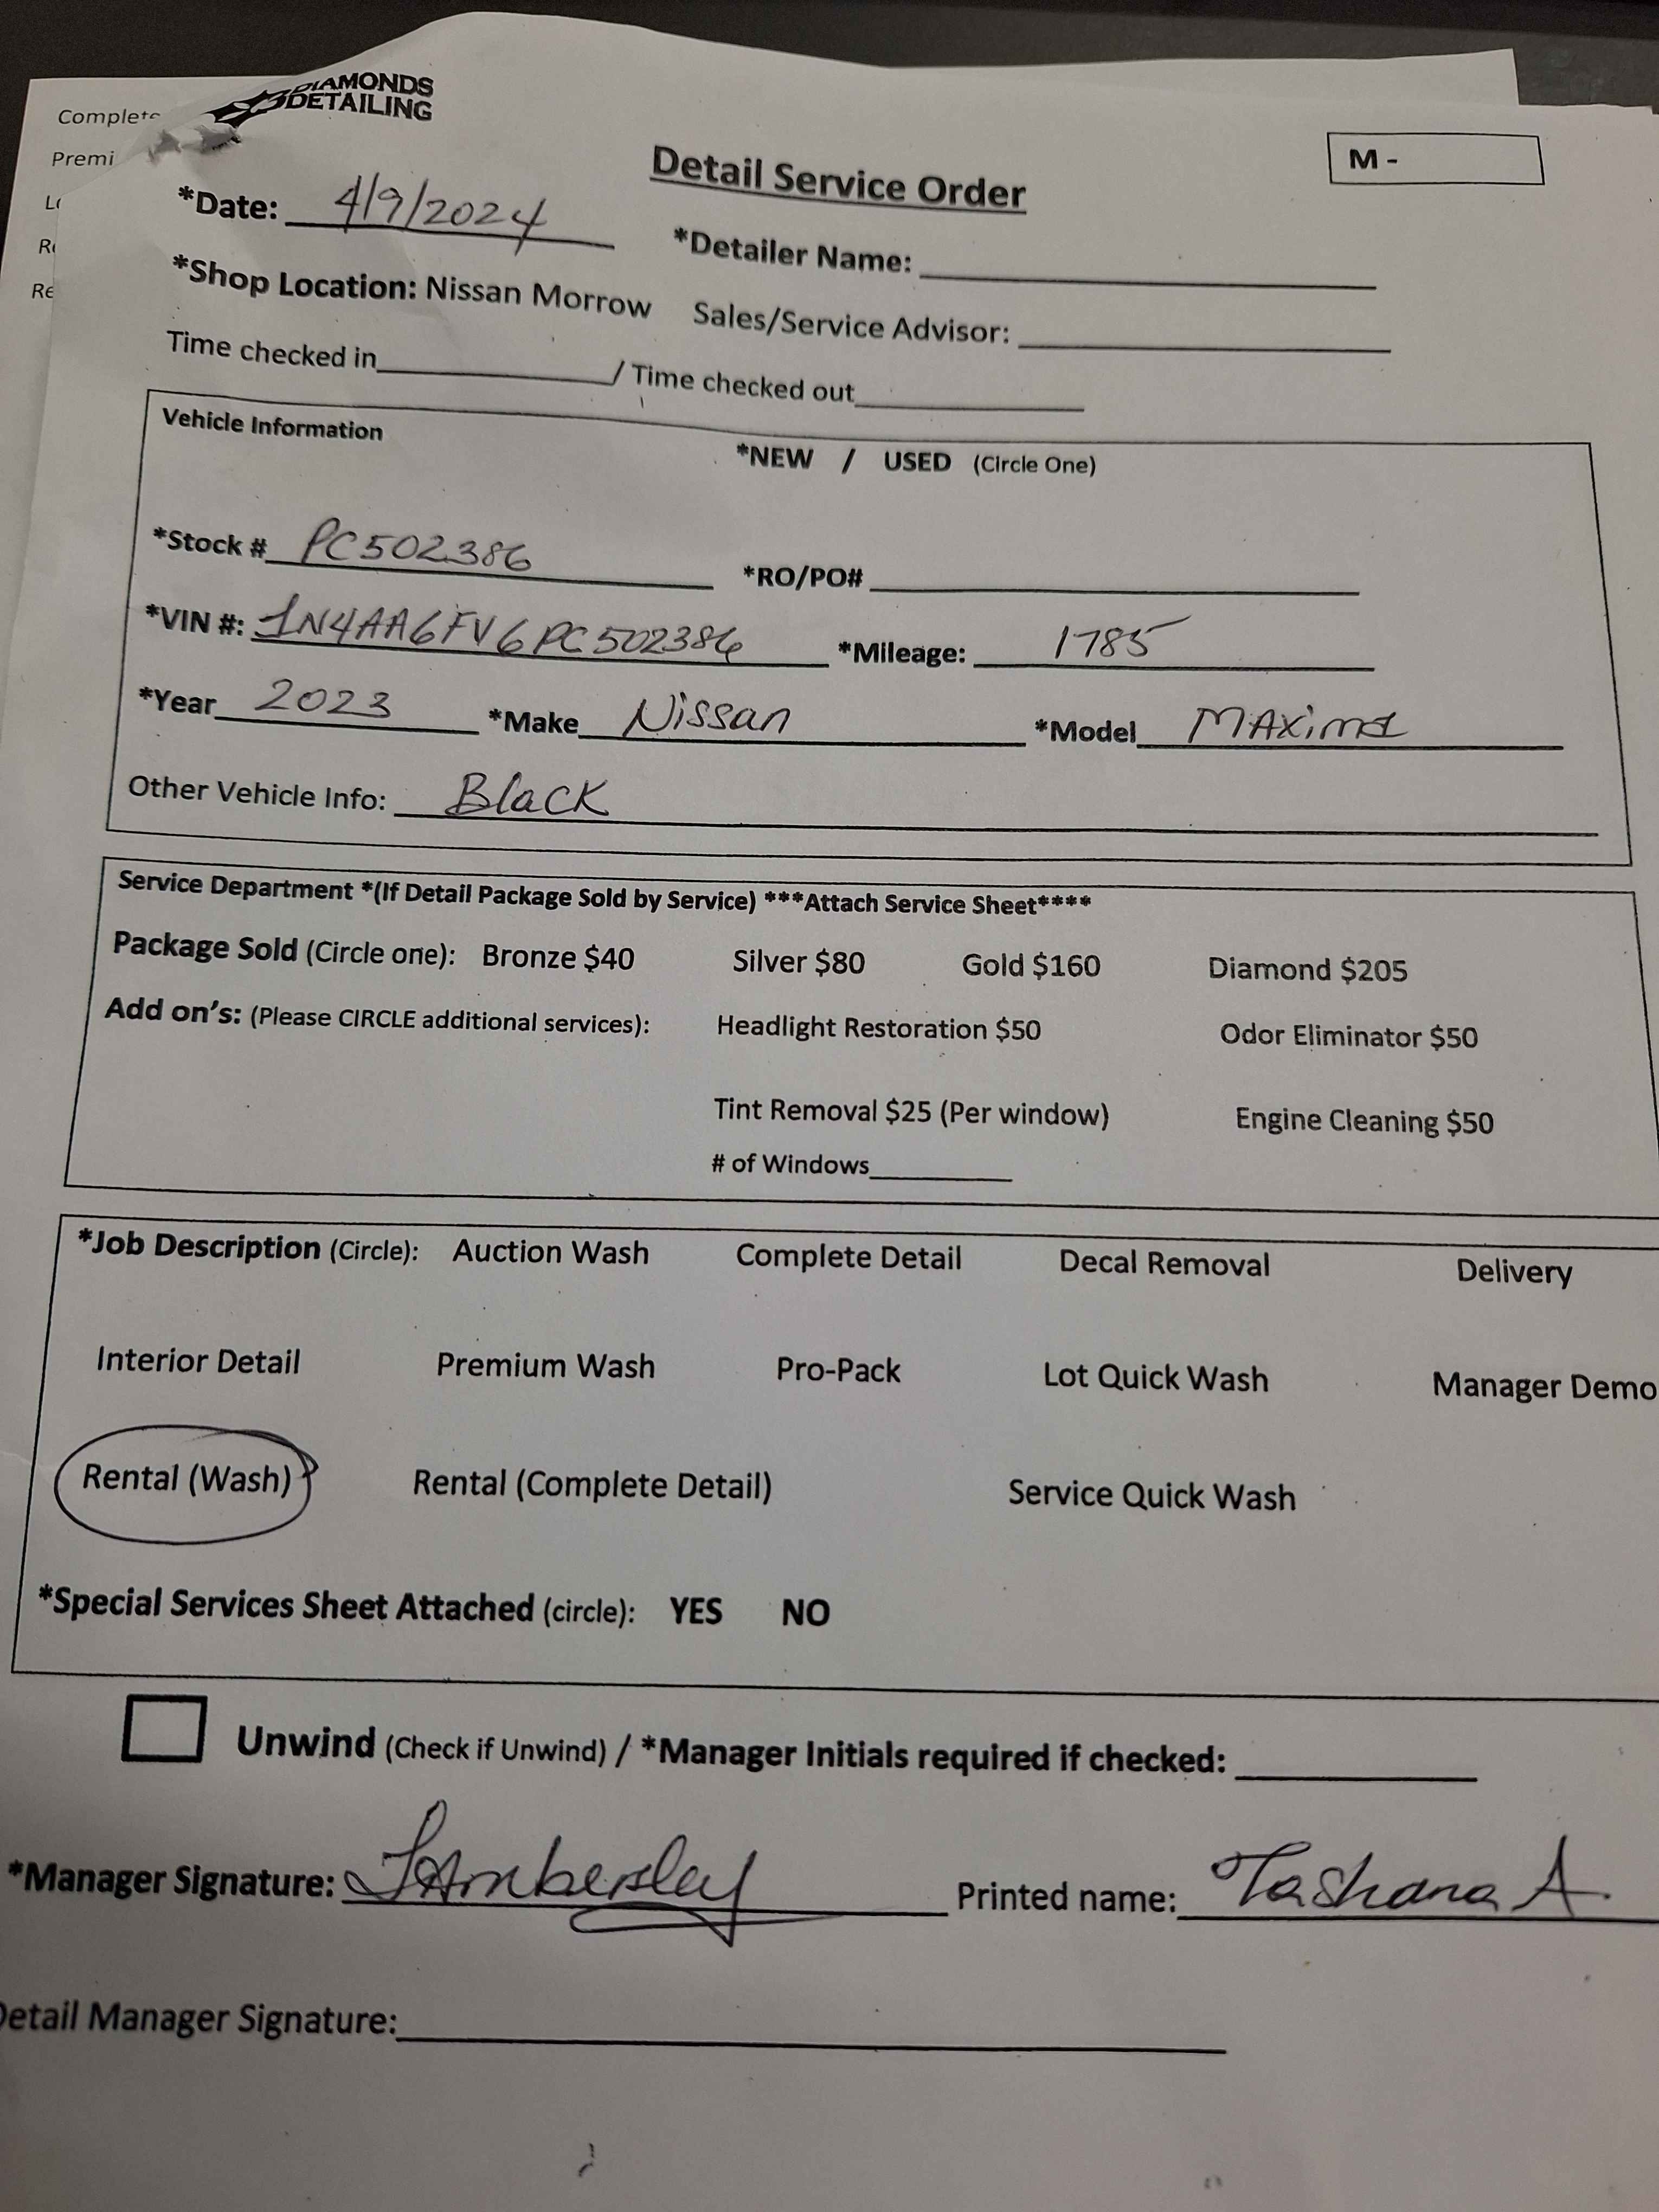 DIAMONDS
DETAILING
Complete
Premi
Detail Service Order
M -
*Date: 4/9/2024
*Detailer Name:
*Shop Location: Nissan Morrow Sales/Service Advisor:
Time checked in / Time checked out
Vehicle Information
*NEW / USED (Circle One)
*Stock # PC502386 *RO/PO#
*VIN #: 1N4AA6FV6PC502386 *Mileage: 1785
*Year 2023 *Make Nissan *Model MAXima
Other Vehicle Info: Black
Service Department *(If Detail Package Sold by Service) ***Attach Service Sheet****
Package Sold (Circle one): Bronze $40 Silver $80 Gold $160 Diamond $205
Add on's: (Please CIRCLE additional services): Headlight Restoration $50 Odor Eliminator $50
Tint Removal $25 (Per window) Engine Cleaning $50
# of Windows
*Job Description (Circle): Auction Wash Complete Detail Decal Removal Delivery
Interior Detail Premium Wash Pro-Pack Lot Quick Wash Manager Demo
Rental (Wash) Rental (Complete Detail) Service Quick Wash
*Special Services Sheet Attached (circle): YES NO
Unwind (Check if Unwind) / *Manager Initials required if checked:
*Manager Signature: TAmbersley Printed name: Tashana A.
Detail Manager Signature: